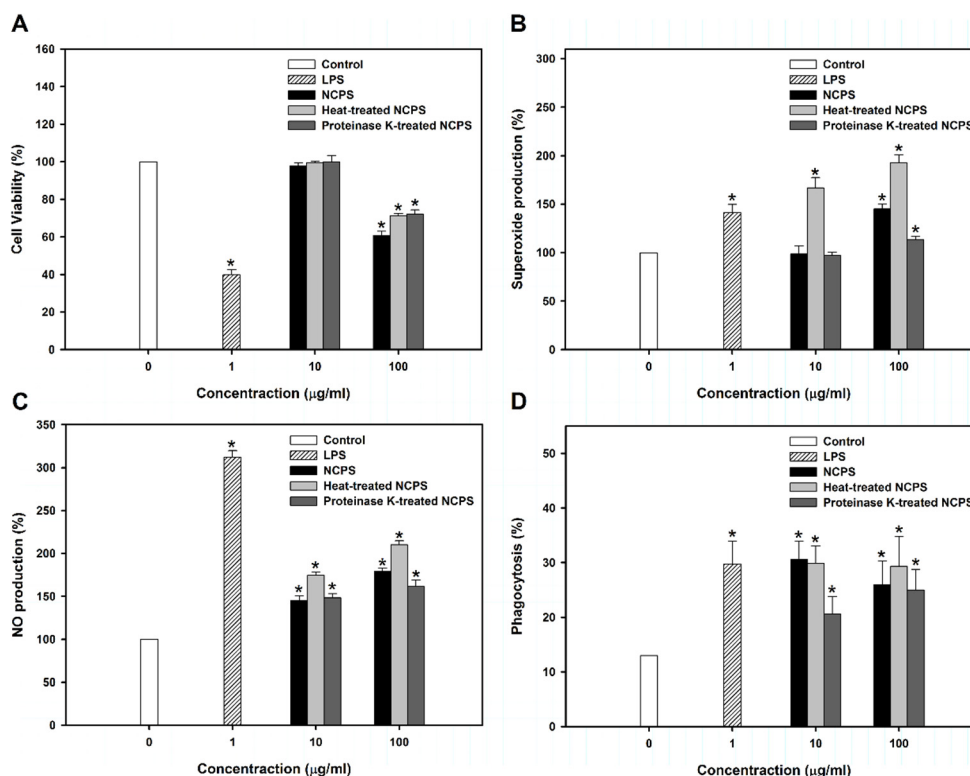 A
160
140
120
100
80
60
40
20
0
Cell Viability (%)
Control
LPS
NCPS
Heat-treated NCPS
Proteinase K-treated NCPS
*
*
*
*
0 1 10 100
Concentraction (μg/ml)
B
300
250
200
150
100
50
0
Superoxide production (%)
Control
LPS
NCPS
Heat-treated NCPS
Proteinase K-treated NCPS
*
*
*
*
*
0 1 10 100
Concentraction (μg/ml)
C
350
300
250
200
150
100
50
0
NO production (%)
Control
LPS
NCPS
Heat-treated NCPS
Proteinase K-treated NCPS
*
*
*
*
*
*
*
0 1 10 100
Concentraction (μg/ml)
D
50
40
30
20
10
0
Phagocytosis (%)
Control
LPS
NCPS
Heat-treated NCPS
Proteinase K-treated NCPS
*
*
*
*
*
*
*
0 1 10 100
Concentraction (μg/ml)